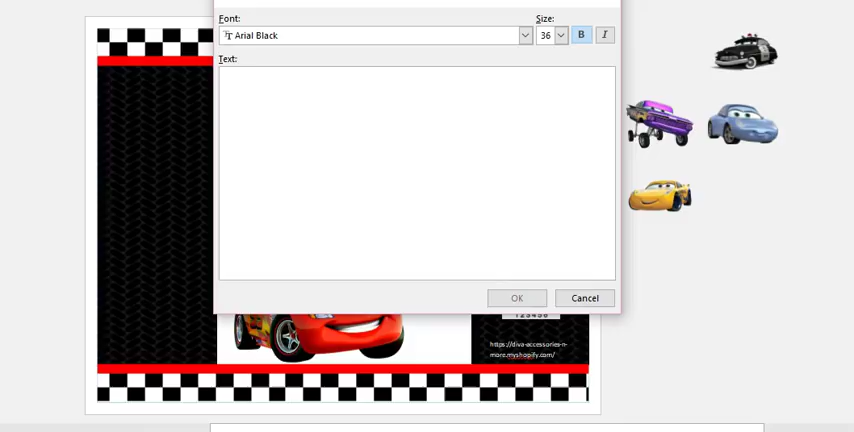 Font:
Size:
Arial Black
36
B
I
Text:
OK
Cancel
123456
https://diva-accessories-n-
more.myshopify.com/